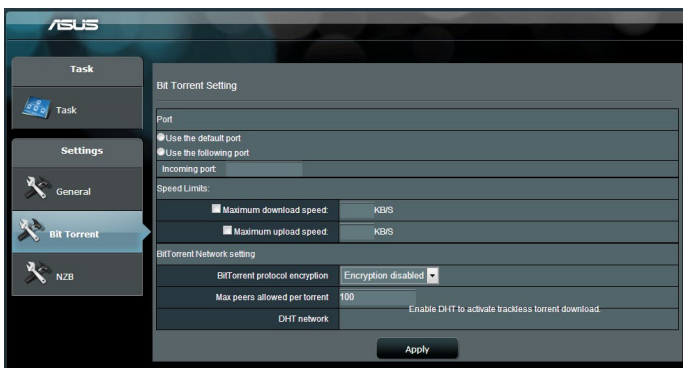 ASUS
Task
Task
Settings
General
Bit Torrent
NZB
Bit Torrent Setting
Port
Use the default port
Use the following port
Incoming port:
Speed Limits:
Maximum download speed: KB/S
Maximum upload speed: KB/S
BitTorrent Network setting
BitTorrent protocol encryption Encryption disabled
Max peers allowed per torrent 100
DHT network Enable DHT to activate trackless torrent download.
Apply